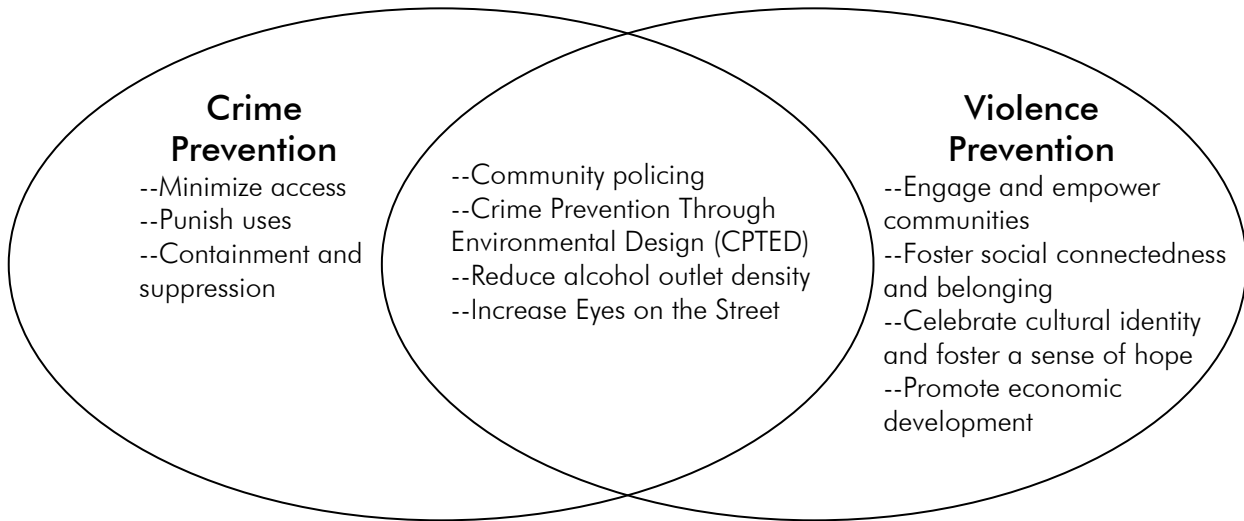 Crime
Prevention
--Minimize access
--Punish uses
--Containment and
suppression
--Community policing
--Crime Prevention Through
Environmental Design (CPTED)
--Reduce alcohol outlet density
--Increase Eyes on the Street
Violence
Prevention
--Engage and empower
communities
--Foster social connectedness
and belonging
--Celebrate cultural identity
and foster a sense of hope
--Promote economic
development